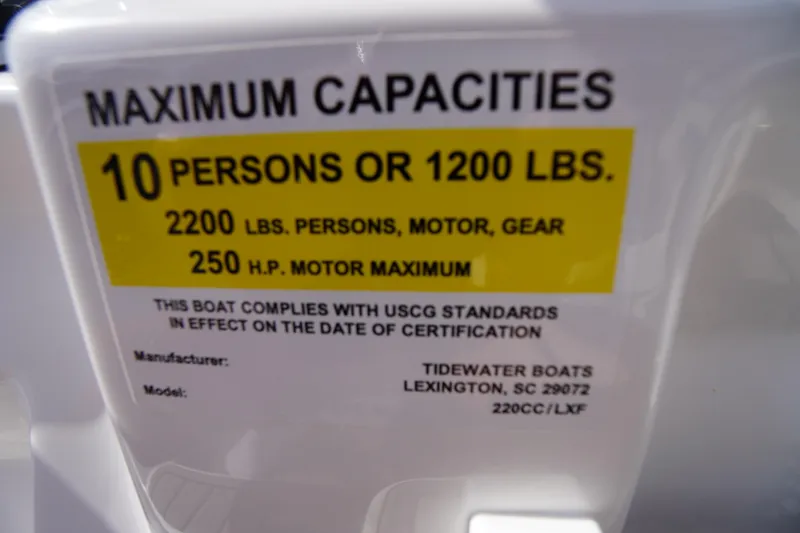 MAXIMUM CAPACITIES
10 PERSONS OR 1200 LBS.
2200 LBS. PERSONS, MOTOR, GEAR
250 H.P. MOTOR MAXIMUM
THIS BOAT COMPLIES WITH USCG STANDARDS
IN EFFECT ON THE DATE OF CERTIFICATION
Manufacturer: TIDEWATER BOATS
LEXINGTON, SC 29072
Model: 220CC/LXF